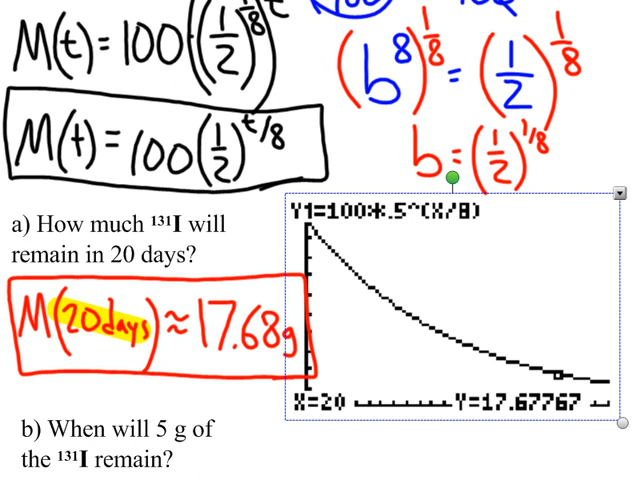 M(t) = 100((1/2)^1/8)^t
(b^8)^1/8 = (1/2)^1/8
M(t) = 100(1/2)^t/8
b = (1/2)^1/8
a) How much ¹³¹I will
remain in 20 days?
M(20 days) ≈ 17.68g
Y1=100*.5^(X/8)
X=20 Y=17.67767
b) When will 5 g of
the ¹³¹I remain?